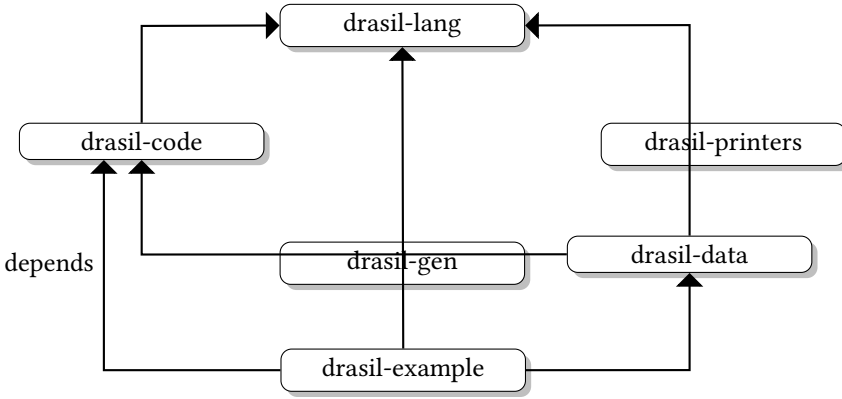 drasil-lang
drasil-code
drasil-printers
drasil-gen
drasil-data
depends
drasil-example